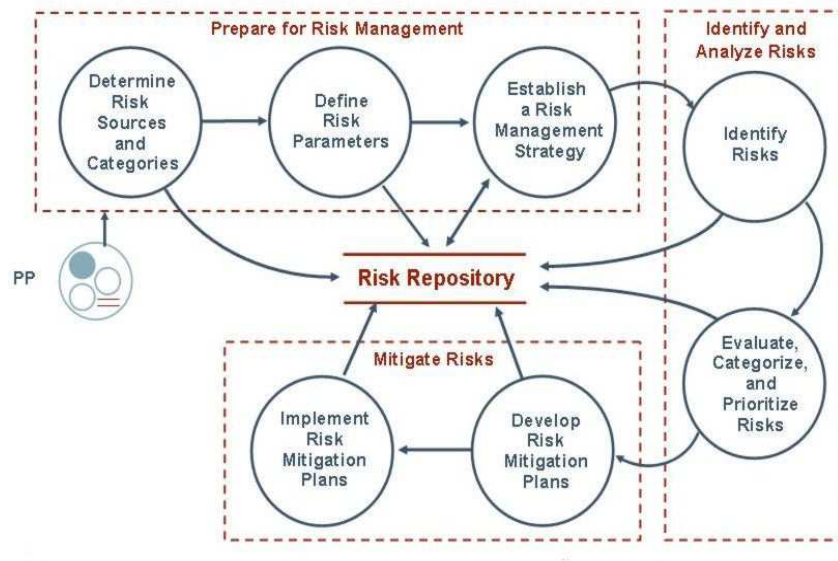 Prepare for Risk Management
Identify and
Analyze Risks
Determine
Risk
Sources
and
Categories
Define
Risk
Parameters
Establish
a Risk
Management
Strategy
Identify
Risks
PP
Risk Repository
Evaluate,
Categorize,
and
Prioritize
Risks
Mitigate Risks
Implement
Risk
Mitigation
Plans
Develop
Risk
Mitigation
Plans